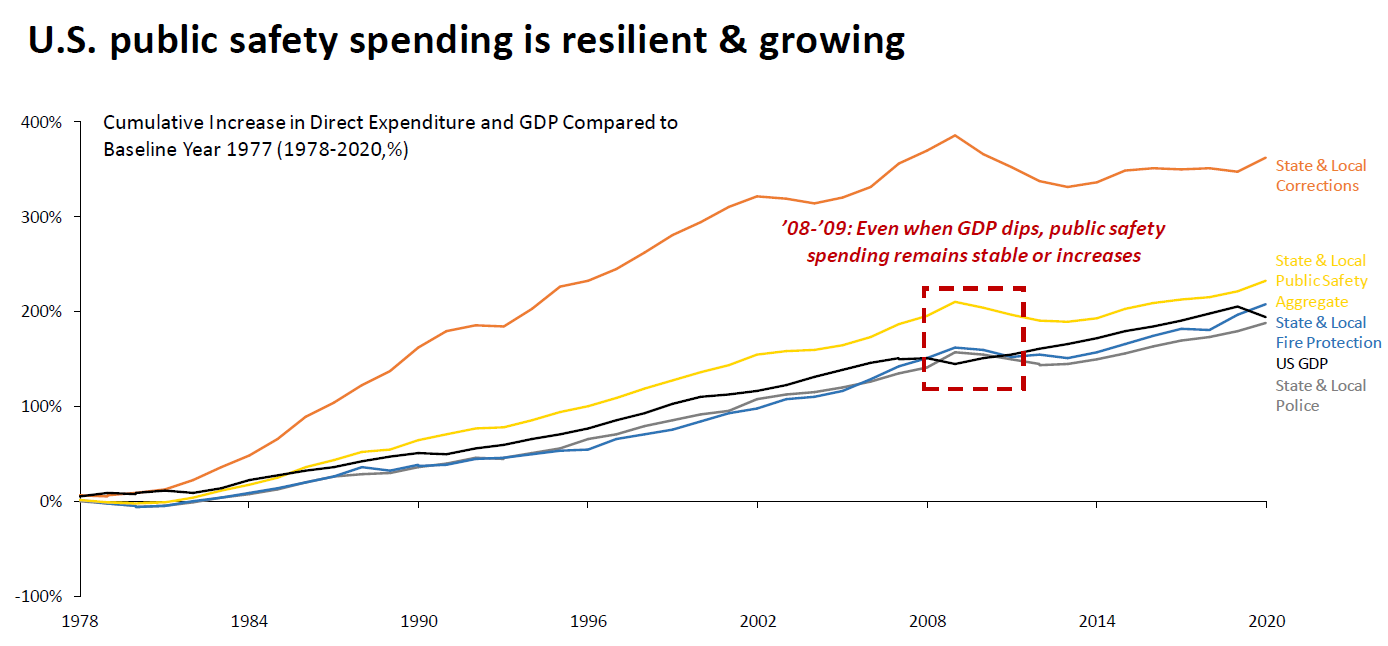 U.S. public safety spending is resilient & growing
Cumulative Increase in Direct Expenditure and GDP Compared to
Baseline Year 1977 (1978-2020,%)
400%
300%
200%
100%
0%
-100%
’08-’09: Even when GDP dips, public safety
spending remains stable or increases
State & Local
Corrections
State & Local
Public Safety
Aggregate
State & Local
Fire Protection
US GDP
State & Local
Police
1978
1984
1990
1996
2002
2008
2014
2020